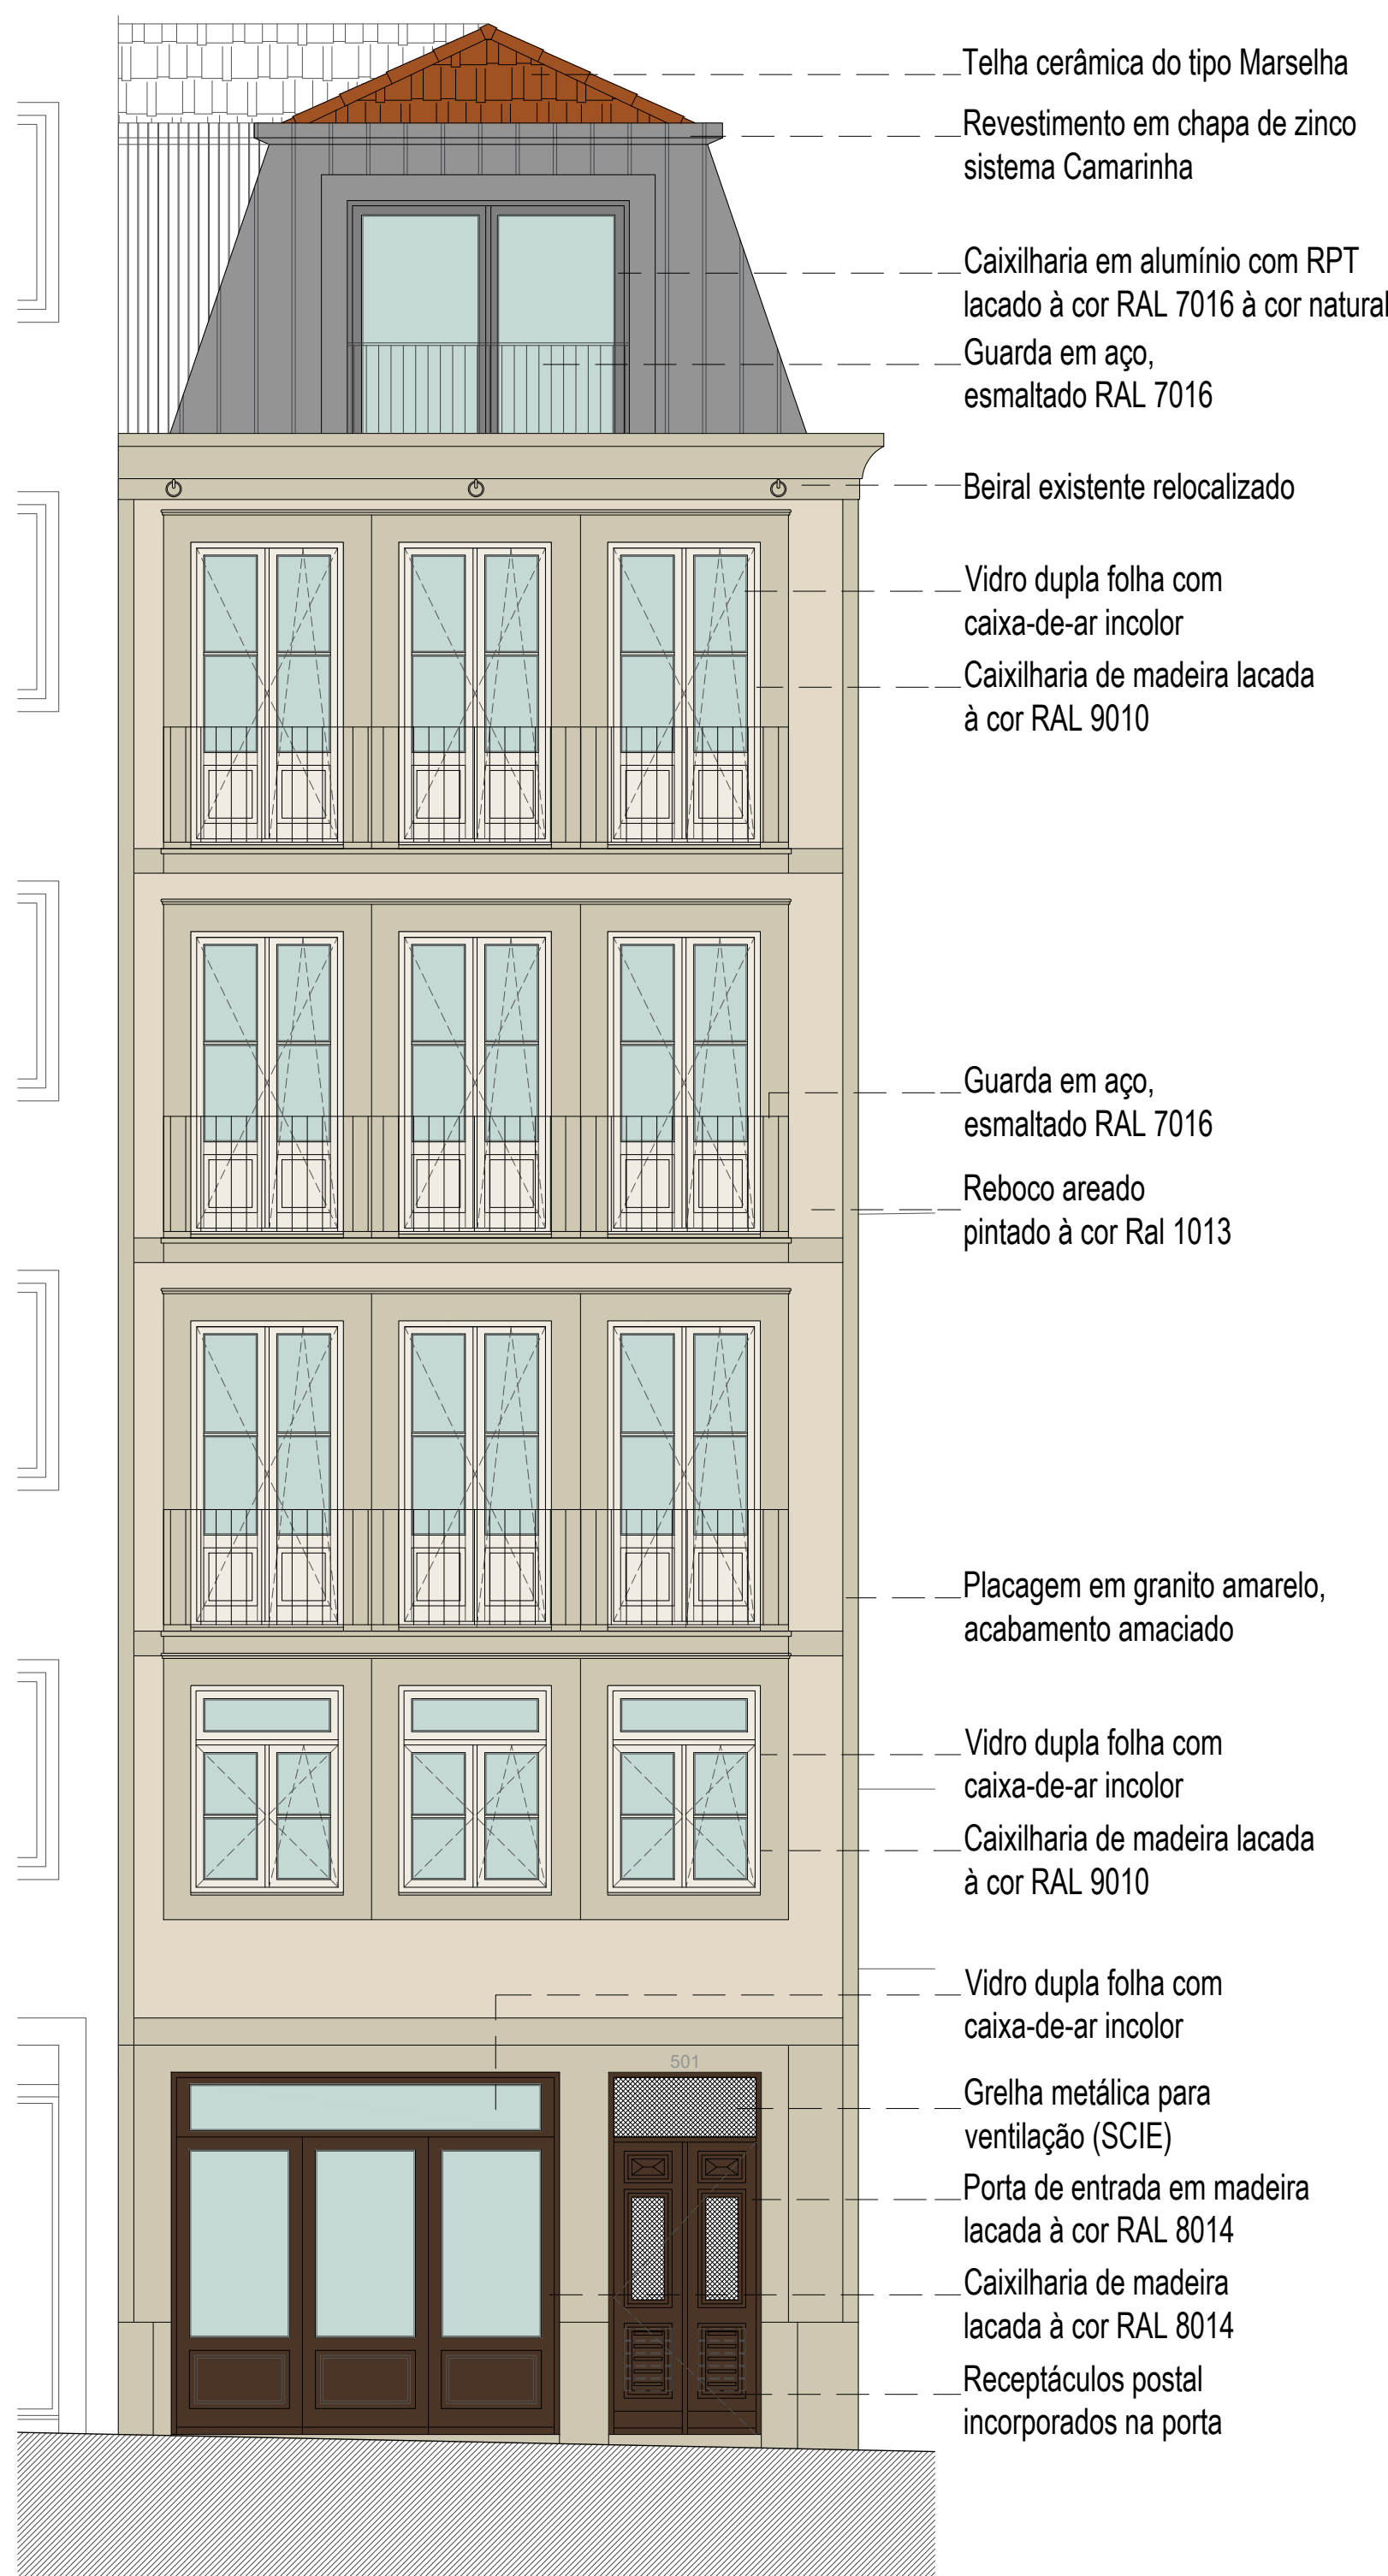 Telha cerâmica do tipo Marselha
Revestimento em chapa de zinco
sistema Camarinha
Caixilharia em alumínio com RPT
lacado à cor RAL 7016 à cor natural
Guarda em aço,
esmaltado RAL 7016
Beiral existente relocalizado
Vidro dupla folha com
caixa-de-ar incolor
Caixilharia de madeira lacada
à cor RAL 9010
Guarda em aço,
esmaltado RAL 7016
Reboco areado
pintado à cor Ral 1013
Placagem em granito amarelo,
acabamento amaciado
Vidro dupla folha com
caixa-de-ar incolor
Caixilharia de madeira lacada
à cor RAL 9010
Vidro dupla folha com
caixa-de-ar incolor
501
Grelha metálica para
ventilação (SCIE)
Porta de entrada em madeira
lacada à cor RAL 8014
Caixilharia de madeira
lacada à cor RAL 8014
Receptáculos postal
incorporados na porta